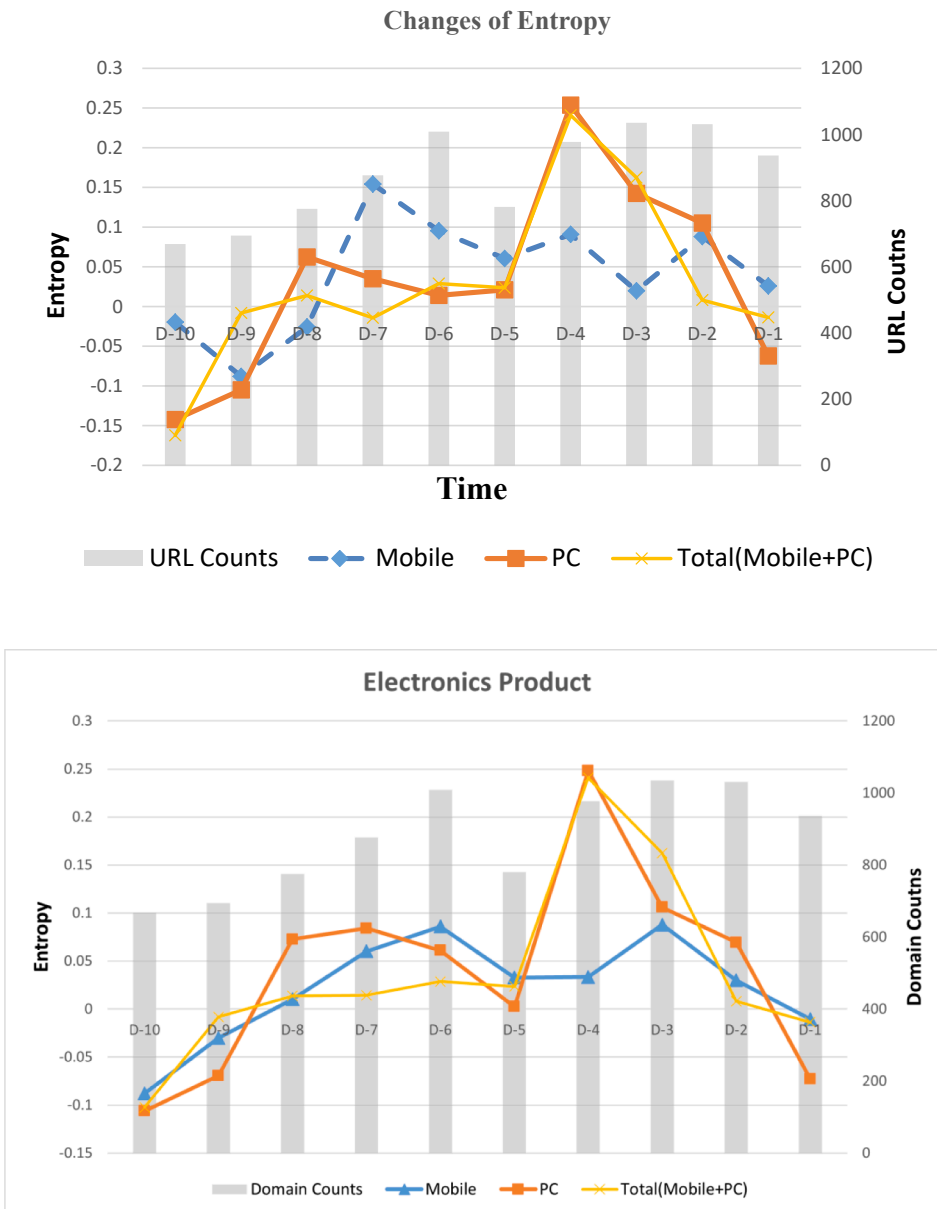 Changes of Entropy
0.3 1200
0.25 1000
0.2
0.15 800
0.1
0.05 600
0
D-10 D-9 D-8 D-7 D-6 D-5 D-4 D-3 D-2 D-1
-0.05 400
-0.1 200
-0.15
-0.2 0
Entropy
URL Coutns
Time
URL Counts Mobile PC Total(Mobile+PC)
Electronics Product
0.3 1200
0.25 1000
0.2
0.15 800
0.1 600
0.05
0 400
D-10 D-9 D-8 D-7 D-6 D-5 D-4 D-3 D-2 D-1
-0.05 200
-0.1
-0.15 0
Entropy
Domain Coutns
Domain Counts Mobile PC Total(Mobile+PC)